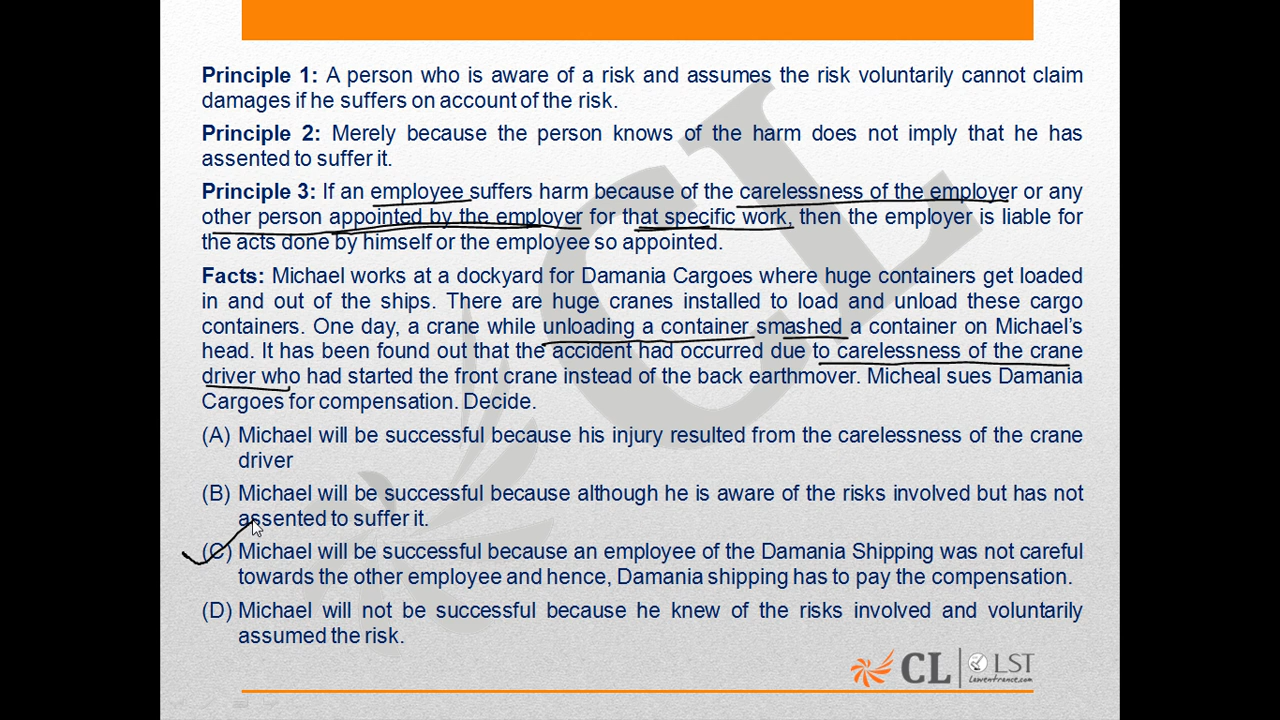 Principle 1: A person who is aware of a risk and assumes the risk voluntarily cannot claim
damages if he suffers on account of the risk.
Principle 2: Merely because the person knows of the harm does not imply that he has
assented to suffer it.
Principle 3: If an employee suffers harm because of the carelessness of the employer or any
other person appointed by the employer for that specific work, then the employer is liable for
the acts done by himself or the employee so appointed.
Facts: Michael works at a dockyard for Damania Cargoes where huge containers get loaded
in and out of the ships. There are huge cranes installed to load and unload these cargo
containers. One day, a crane while unloading a container smashed a container on Michael's
head. It has been found out that the accident had occurred due to carelessness of the crane
driver who had started the front crane instead of the back earthmover. Micheal sues Damania
Cargoes for compensation. Decide.
(A) Michael will be successful because his injury resulted from the carelessness of the crane
driver
(B) Michael will be successful because although he is aware of the risks involved but has not
assented to suffer it.
(C) Michael will be successful because an employee of the Damania Shipping was not careful
towards the other employee and hence, Damania shipping has to pay the compensation.
(D) Michael will not be successful because he knew of the risks involved and voluntarily
assumed the risk.
CL LST
Lawentrance.com